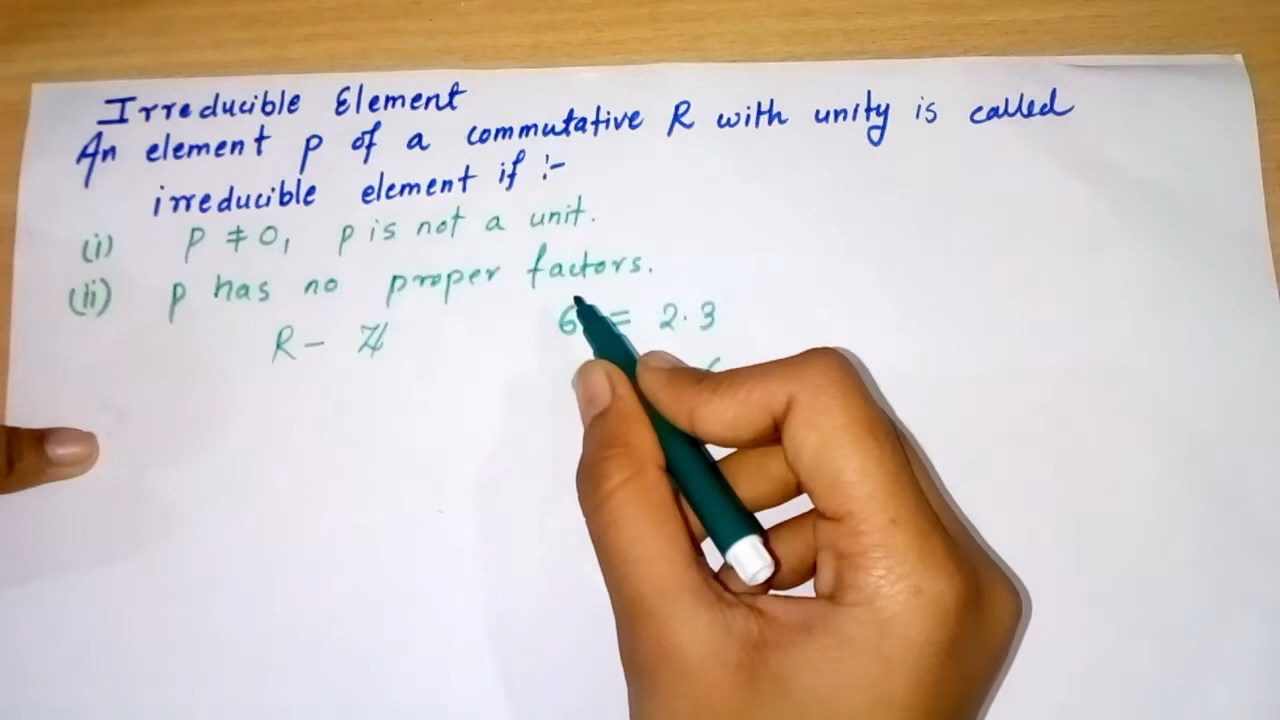 Irreducible Element
An element p of a commutative R with unity is called
irreducible element if :-
(i) p ≠ 0, p is not a unit.
(ii) p has no proper factors.
6 = 2·3
R - ℤ